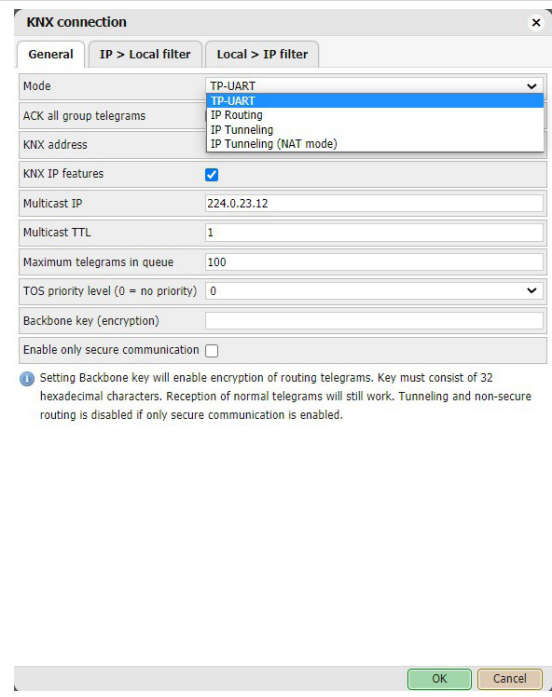 KNX connection
General
IP > Local filter
Local > IP filter
Mode
TP-UART
TP-UART
IP Routing
IP Tunneling
IP Tunneling (NAT mode)
ACK all group telegrams
KNX address
KNX IP features
Multicast IP
224.0.23.12
Multicast TTL
1
Maximum telegrams in queue
100
TOS priority level (0 = no priority)
0
Backbone key (encryption)
Enable only secure communication
Setting Backbone key will enable encryption of routing telegrams. Key must consist of 32
hexadecimal characters. Reception of normal telegrams will still work. Tunneling and non-secure
routing is disabled if only secure communication is enabled.
OK
Cancel